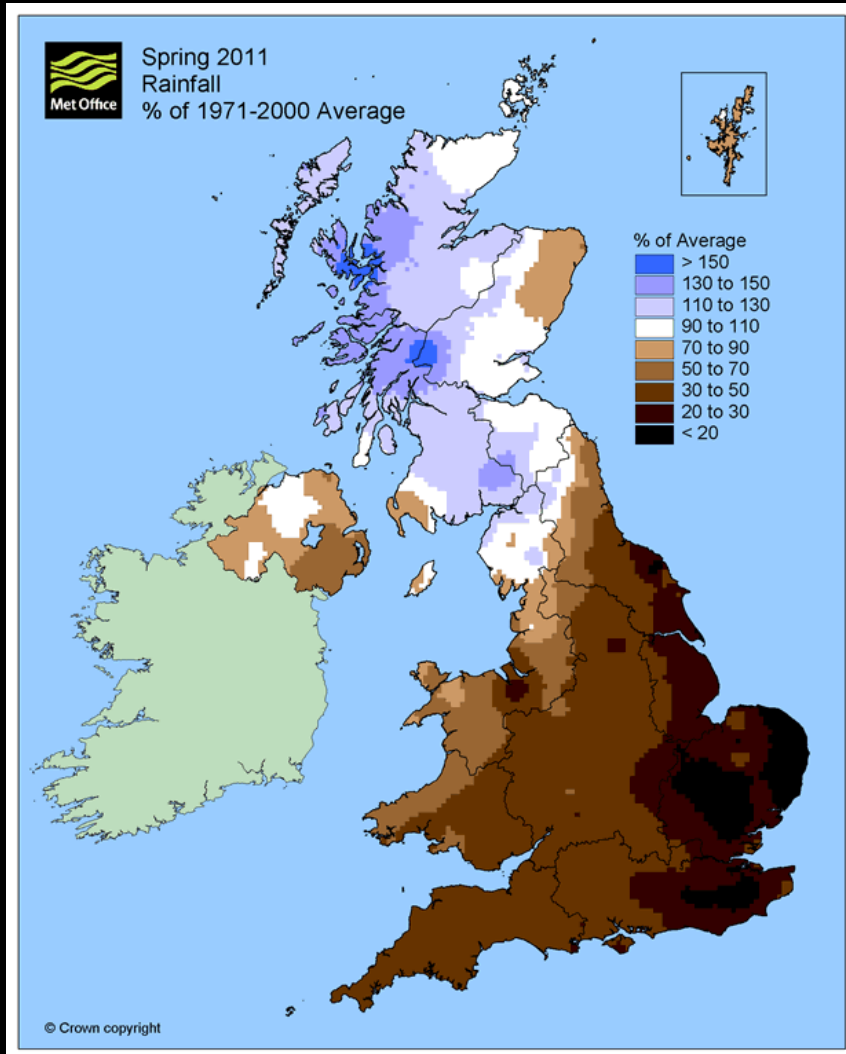 Met Office
Spring 2011
Rainfall
% of 1971-2000 Average
% of Average
> 150
130 to 150
110 to 130
90 to 110
70 to 90
50 to 70
30 to 50
20 to 30
< 20
© Crown copyright